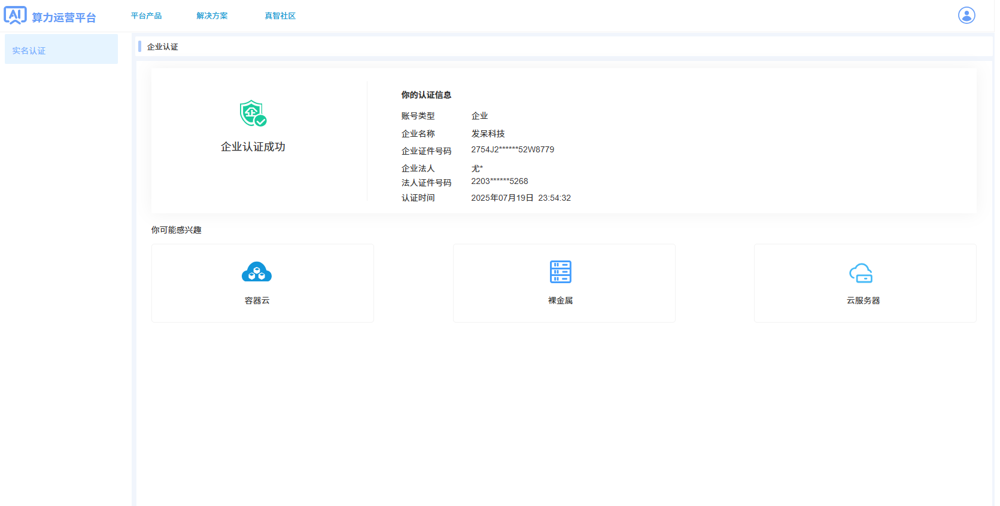 AI 算力运营平台 平台产品 解决方案 真智社区
实名认证
企业认证
企
企业认证成功
你的认证信息
账号类型 企业
企业名称 发呆科技
企业证件号码 2754J2******52W8779
企业法人 尤*
法人证件号码 2203******5268
认证时间 2025年07月19日 23:54:32
你可能感兴趣
容器云 裸金属 云服务器